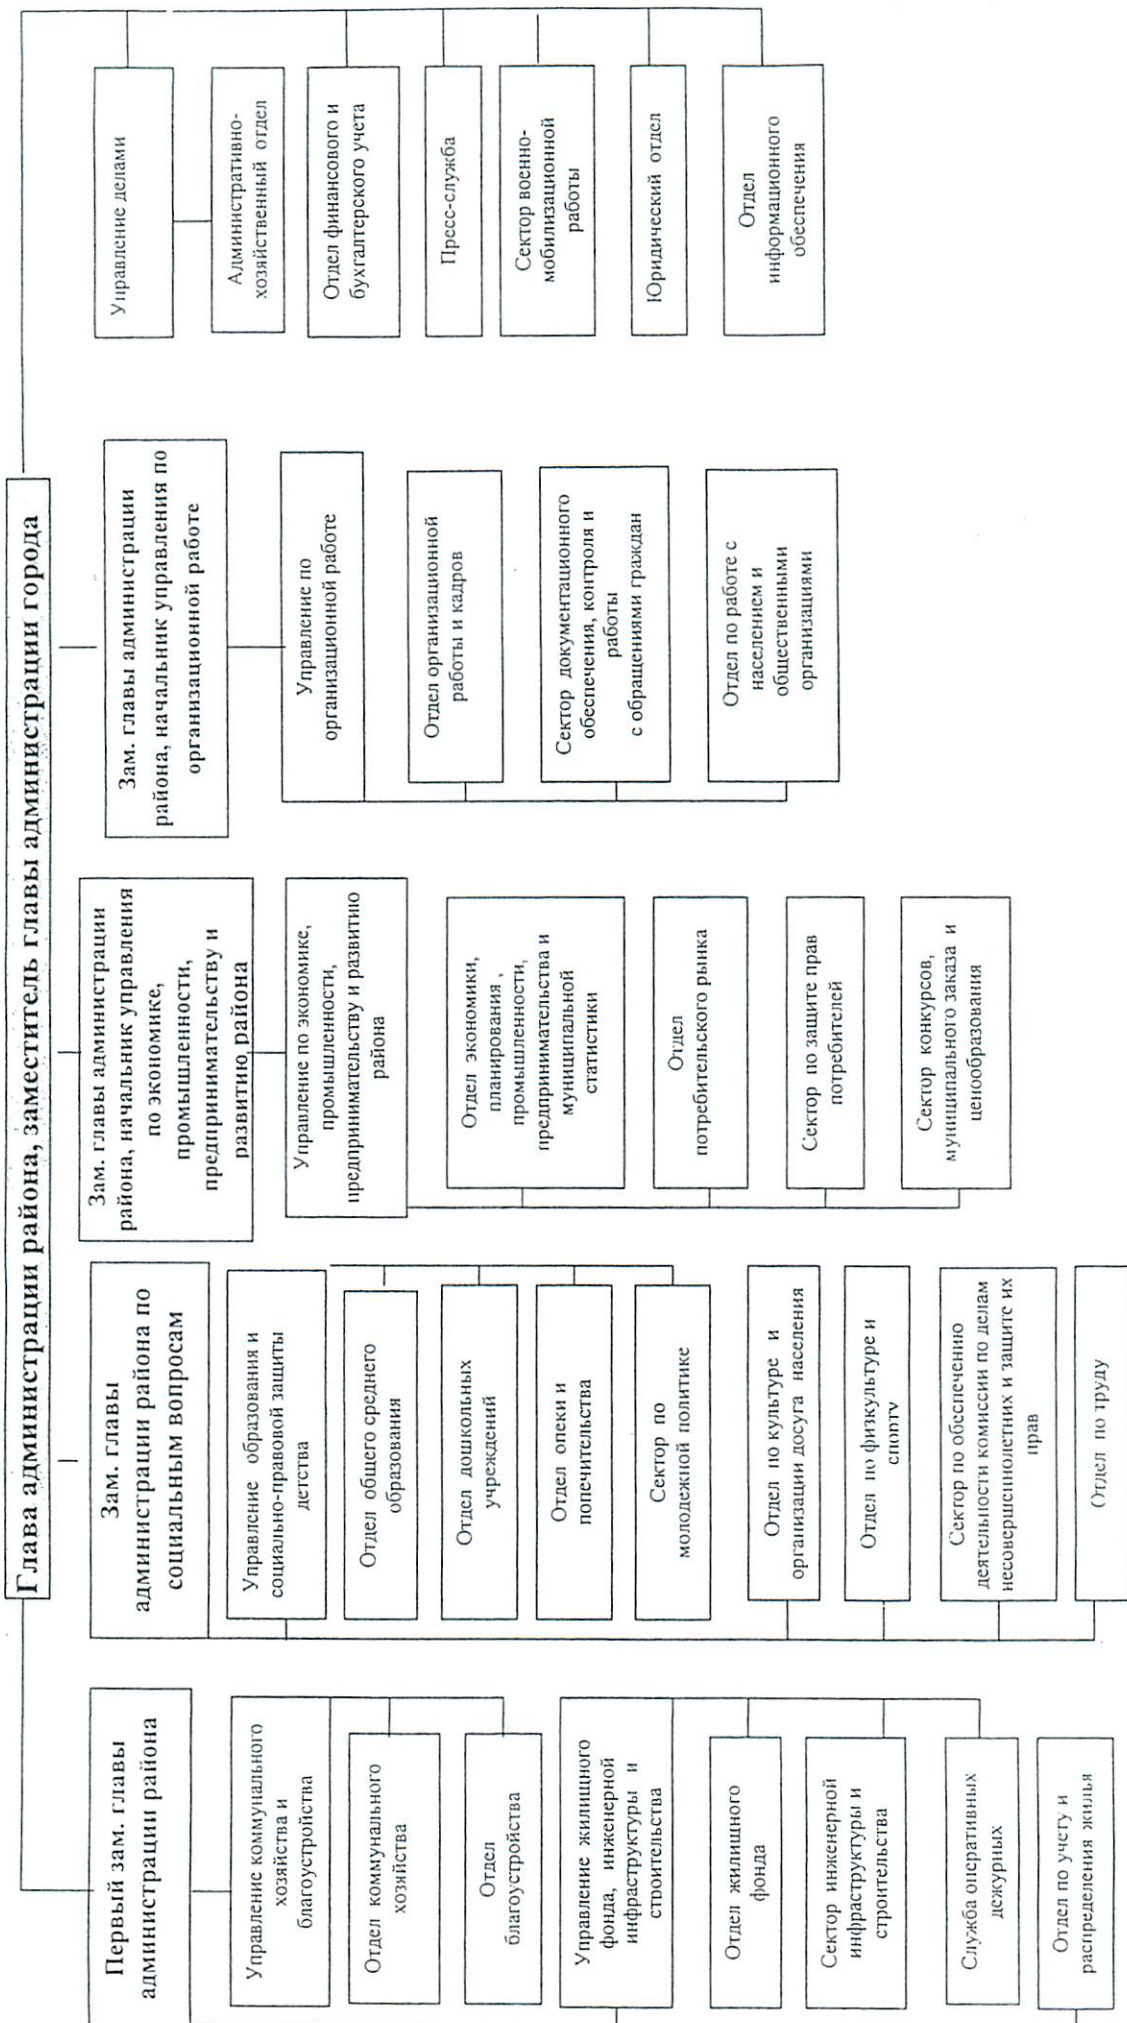 Глава администрации района, заместитель главы администрации города
Первый зам. главы
администрации района
Управление коммунального
хозяйства и
благоустройства
Отдел коммунального
хозяйства
Отдел
благоустройства
Управление жилищного
фонда, инженерной
инфраструктуры и
строительства
Отдел жилищного
фонда
Сектор инженерной
инфраструктуры и
строительства
Служба оперативных
дежурных
Отдел по учету и
распределения жилья
Зам. главы
администрации района по
социальным вопросам
Управление образования и
социально-правовой защиты
детства
Отдел общего среднего
образования
Отдел дошкольных
учреждений
Отдел опеки и
попечительства
Сектор по
молодежной политике
Отдел по культуре и
организации досуга населения
Отдел по физкультуре и
спорту
Сектор по обеспечению
деятельности комиссии по делам
несовершеннолетних и защите их
прав
Отдел по труду
Зам. главы администрации
района, начальник управления
по экономике,
промышленности,
предпринимательству и
развитию района
Управление по экономике,
промышленности,
предпринимательству и развитию
района
Отдел экономики,
планирования ,
промышленности,
предпринимательства и
муниципальной
статистики
Отдел
потребительского рынка
Сектор по защите прав
потребителей
Сектор конкурсов,
муниципального заказа и
ценообразования
Зам. главы администрации
района, начальник управления по
организационной работе
Управление по
организационной работе
Отдел организационной
работы и кадров
Сектор документационного
обеспечения, контроля и
работы
с обращениями граждан
Отдел по работе с
населением и
общественными
организациями
Управление делами
Административно-
хозяйственный отдел
Отдел финансового и
бухгалтерского учета
Пресс-служба
Сектор военно-
мобилизационной
работы
Юридический отдел
Отдел
информационного
обеспечения